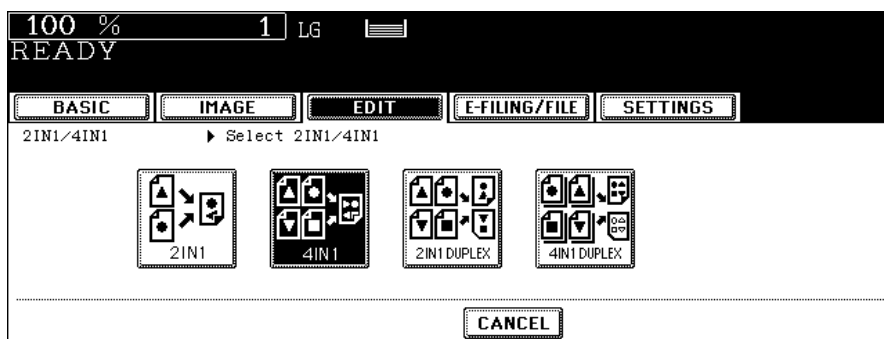 100 % 1 LG
READY
BASIC IMAGE EDIT E-FILING/FILE SETTINGS
2IN1/4IN1 Select 2IN1/4IN1
2IN1 4IN1 2IN1 DUPLEX 4IN1 DUPLEX
CANCEL